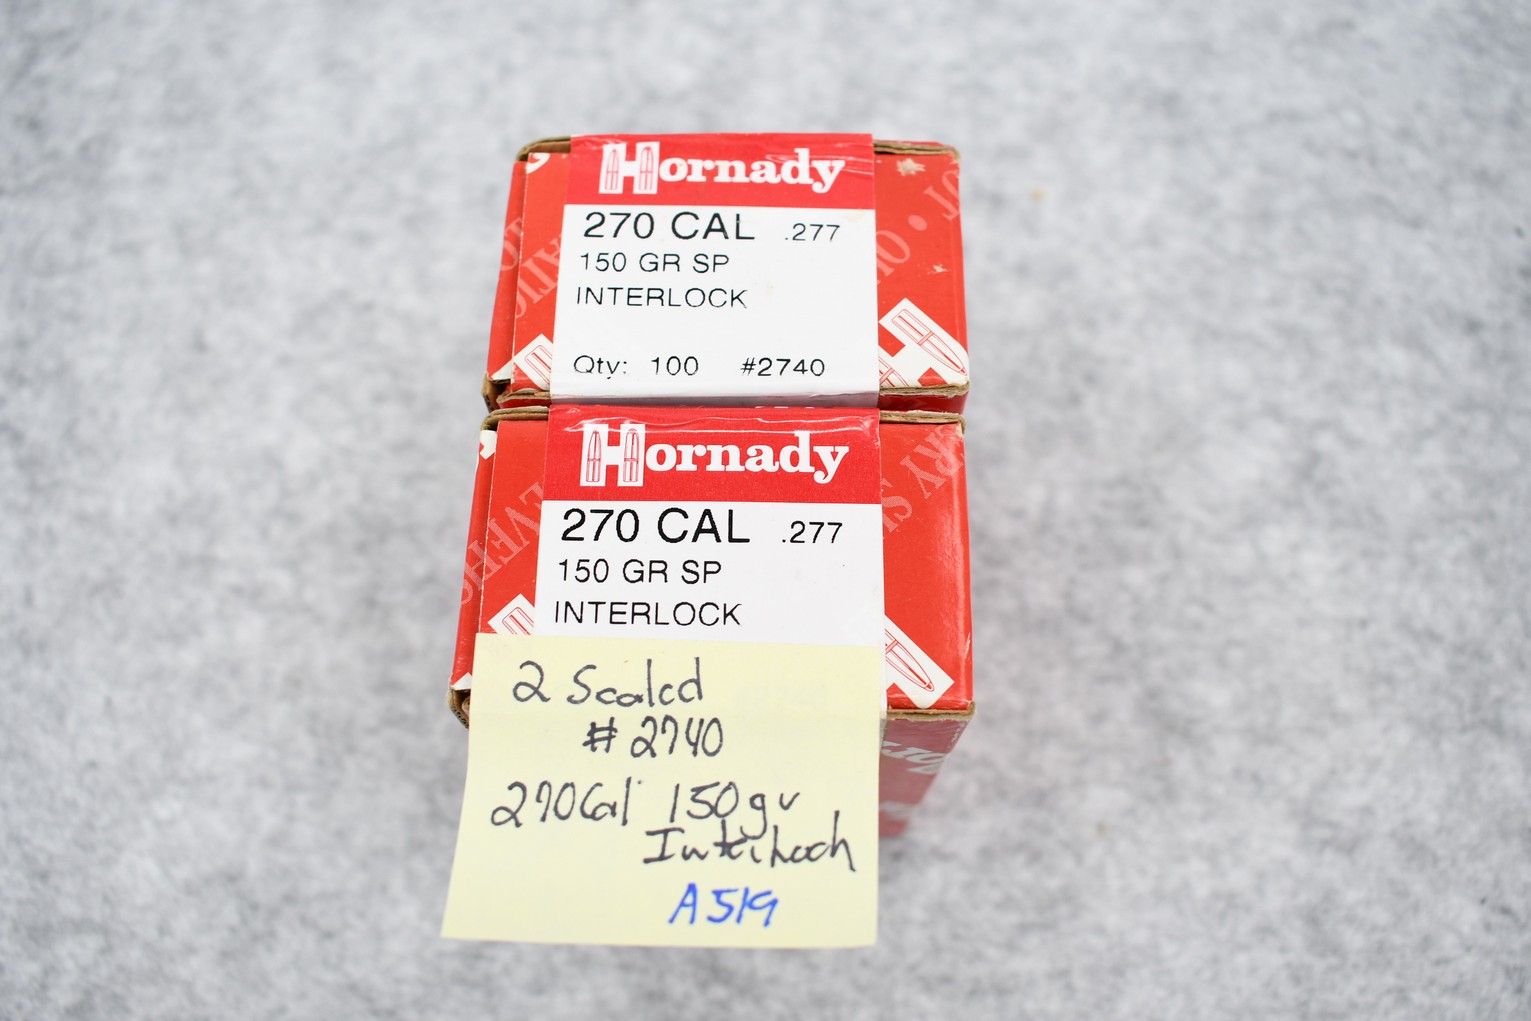 Hornady
270 CAL .277
150 GR SP
INTERLOCK
Qty: 100 #2740
Hornady
270 CAL .277
150 GR SP
INTERLOCK
2 Sealed
#2740
270Cal 150gr
InterLock
A519